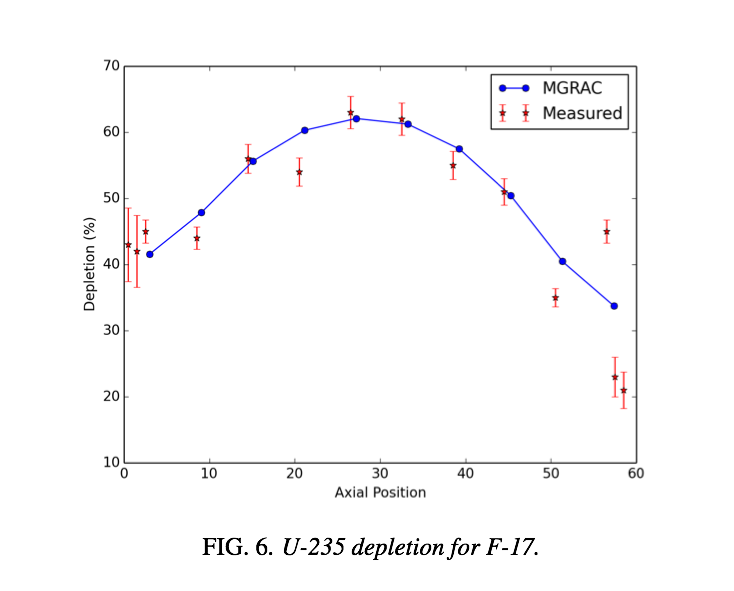 70
60
50
40
30
20
10
0 10 20 30 40 50 60
Depletion (%)
Axial Position
MGRAC
Measured
FIG. 6. U-235 depletion for F-17.